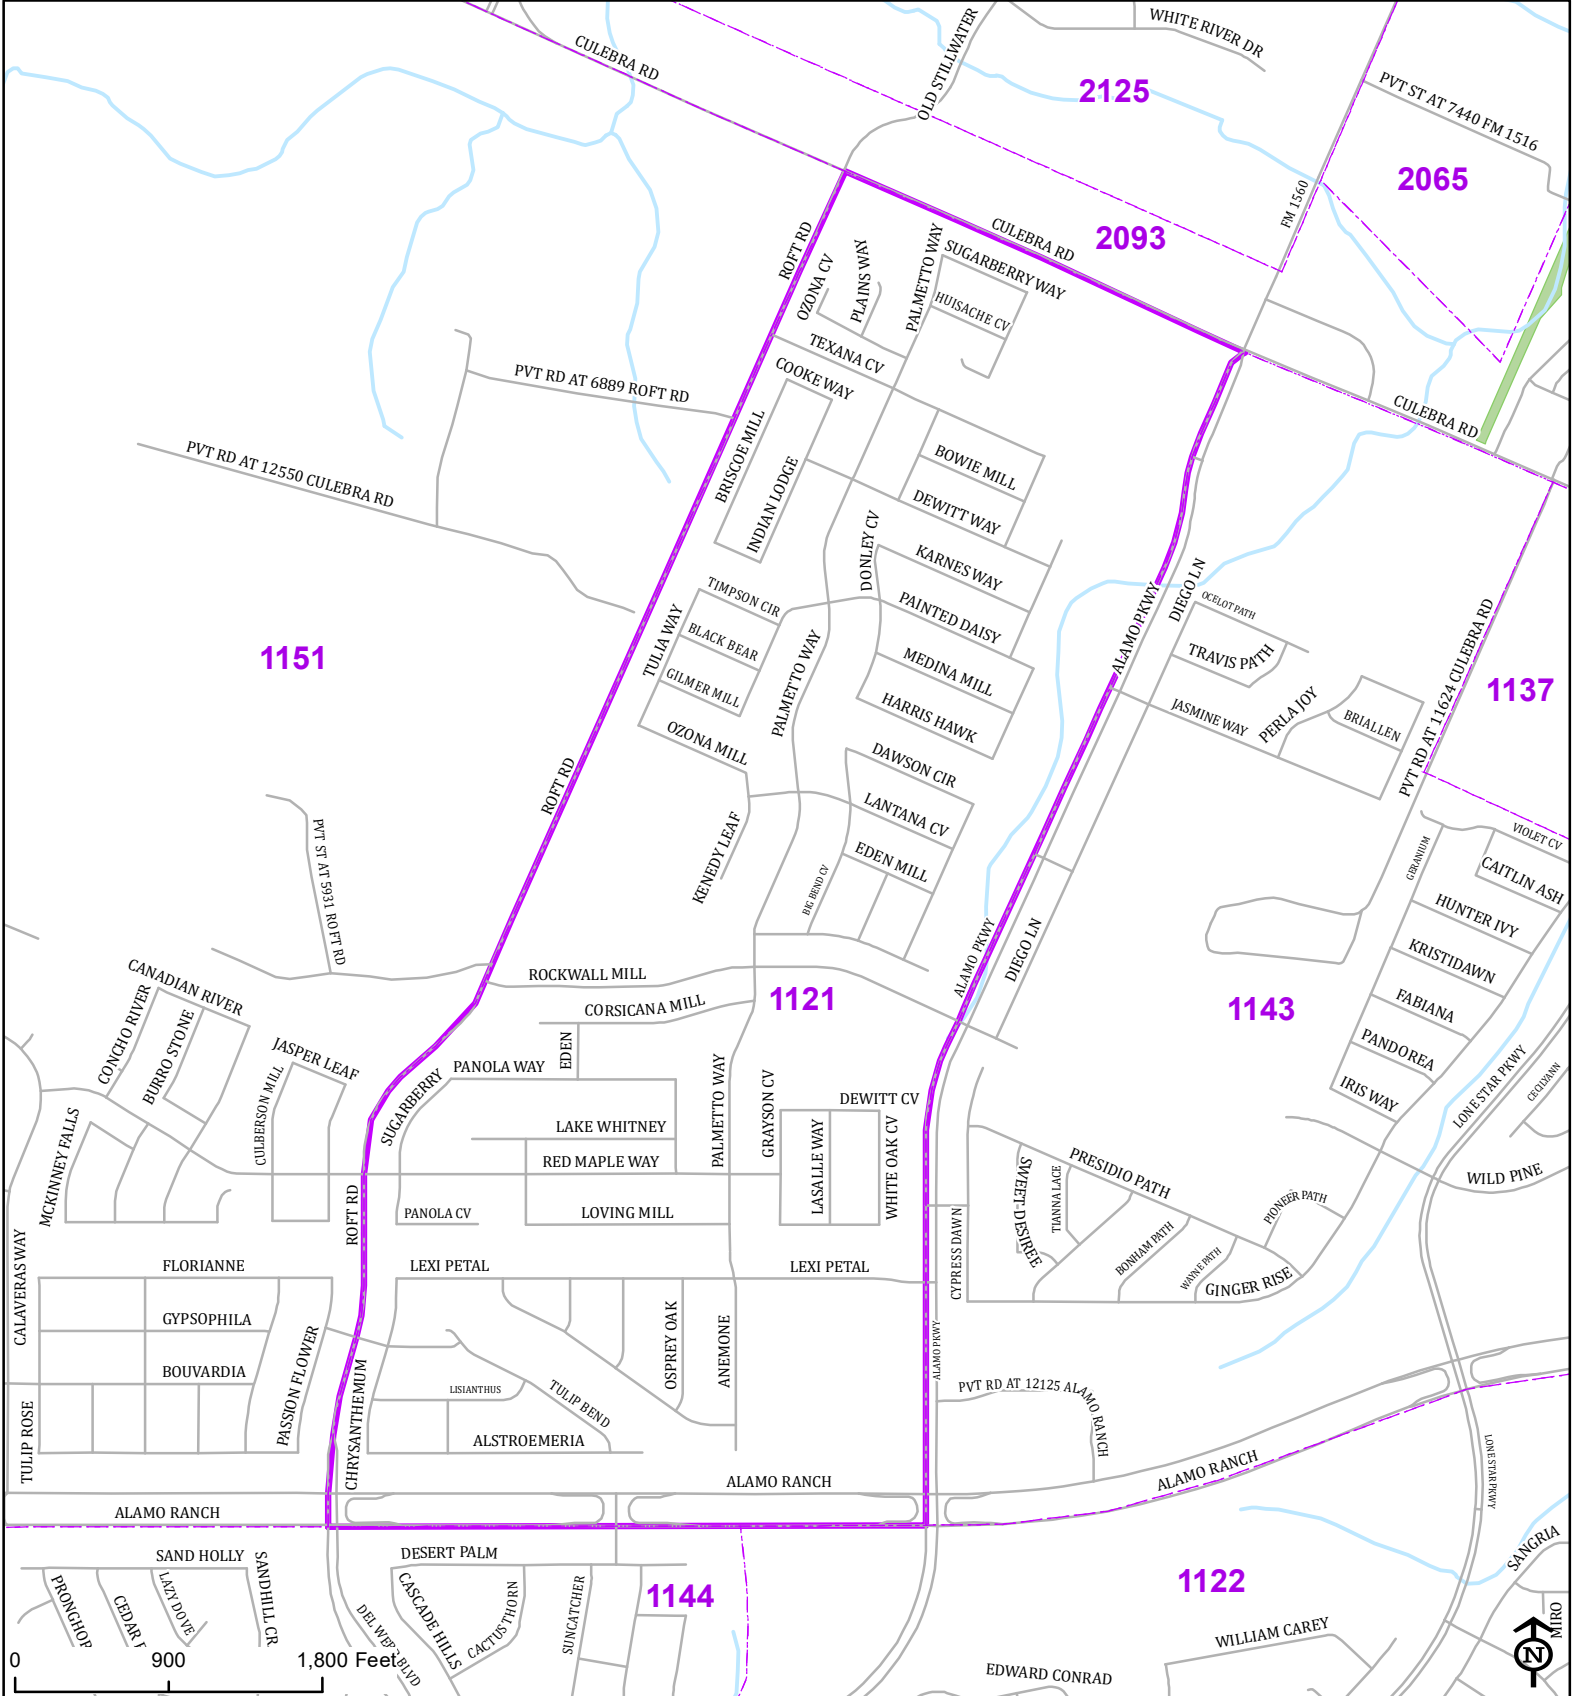 WHITE RIVER DR
OLD STILLWATER
CULEBRA RD
2125
PVT ST AT 7440 FM 1516
2065
FM 1560
2093
CULEBRA RD
ROFT RD
OZONA CV
PLAINS WAY
PALMETTO WAY
SUGARBERRY WAY
HUISACHE CV
TEXANA CV
COOKE WAY
PVT RD AT 6889 ROFT RD
CULEBRA RD
BRISCOE MILL
INDIAN LODGE
BOWIE MILL
PVT RD AT 12550 CULEBRA RD
DEWITT WAY
DONLEY CV
KARNES WAY
TIMPSON CIR
PAINTED DAISY
ALAMO PKWY
DIEGO LN
OCELOT PATH
TULIA WAY
BLACK BEAR
1151
MEDINA MILL
TRAVIS PATH
PVT RD AT 11624 CULEBRA RD
1137
GILMER MILL
PALMETTO WAY
HARRIS HAWK
JASMINE WAY
PERLA JOY
BRIALLEN
OZONA MILL
DAWSON CIR
ROFT RD
LANTANA CV
PVT ST AT 5931 ROFT RD
KENEDY LEAF
EDEN MILL
BIG BEND CV
GERANIUM
VIOLET CV
CAITLIN ASH
HUNTER IVY
ALAMO PKWY
DIEGO LN
KRISTIDAWN
CANADIAN RIVER
ROCKWALL MILL
CONCHO RIVER
CORSICANA MILL
1121
1143
FABIANA
BURRO STONE
JASPER LEAF
EDEN
PANDOREA
PANOLA WAY
CULBERSON MILL
SUGARBERRY
PALMETTO WAY
GRAYSON CV
DEWITT CV
IRIS WAY
LONE STAR PKWY
CECILYANN
MCKINNEY FALLS
LAKE WHITNEY
LASALLE WAY
WHITE OAK CV
RED MAPLE WAY
PRESIDIO PATH
WILD PINE
ROFT RD
PANOLA CV
LOVING MILL
SWEET DESIREE
TIANNA LACE
PIONEER PATH
CALAVERAS WAY
CYPRESS DAWN
BONHAM PATH
WAYNE PATH
FLORIANNE
LEXI PETAL
LEXI PETAL
GINGER RISE
GYPSOPHILA
PASSION FLOWER
OSPREY OAK
ANEMONE
ALAMO PKWY
BOUVARDIA
CHRYSANTHEMUM
LISIANTHUS
TULIP BEND
PVT RD AT 12125 ALAMO RANCH
TULIP ROSE
ALSTROEMERIA
LONE STAR PKWY
ALAMO RANCH
ALAMO RANCH
ALAMO RANCH
SAND HOLLY
SANDHILL CR
DESERT PALM
SANGRIA
PRONGHOR
CEDAR
LAZY DOVE
DEL WEBB BLVD
CASCADE HILLS
CACTUS THORN
SUNCATCHER
1144
1122
MIRO
WILLIAM CAREY
EDWARD CONRAD
0 900 1,800 Feet
N